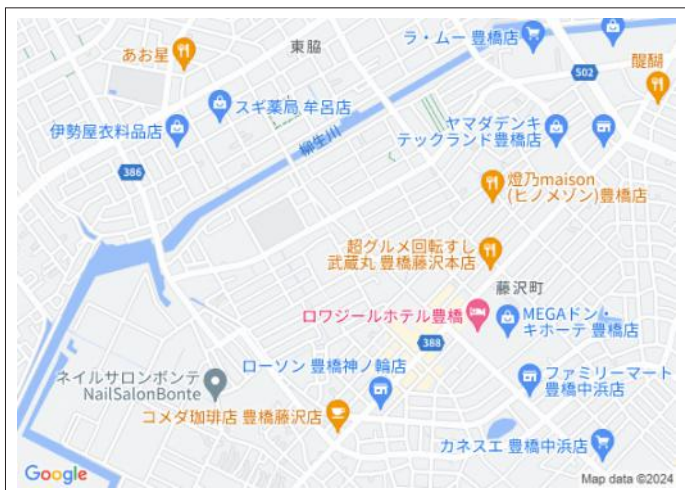 ラ・ムー 豊橋店
東脇
あお星
醍醐
502
スギ薬局 牟呂店
伊勢屋衣料品店
ヤマダデンキ
テックランド豊橋店
柳生川
386
燈乃maison
(ヒノメゾン)豊橋店
超グルメ回転すし
武蔵丸 豊橋藤沢本店
藤沢町
ロワジールホテル豊橋
MEGAドン・
キホーテ 豊橋店
388
ローソン 豊橋神ノ輪店
ファミリーマート
豊橋中浜店
ネイルサロンボンテ
NailSalonBonte
コメダ珈琲店 豊橋藤沢店
カネスエ 豊橋中浜店
Google
Map data ©2024